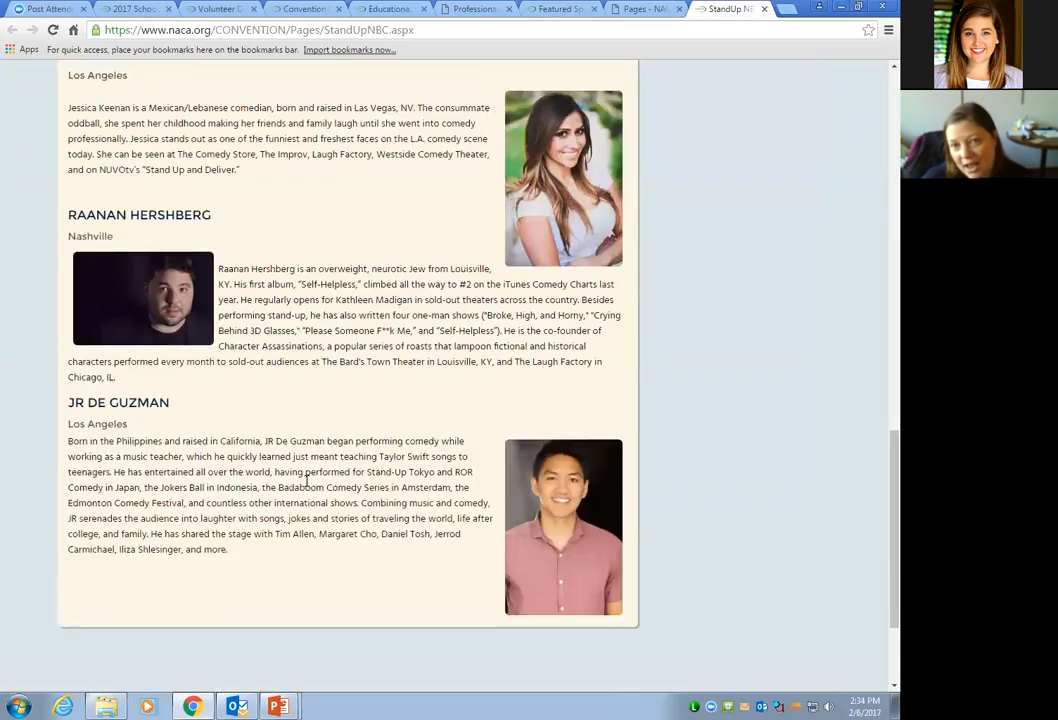 Post Attend
2017 School
Volunteer D
Convention
Educational
Professiona
Featured Sp
Pages - NAC
StandUp NB
https://www.naca.org/CONVENTION/Pages/StandUpNBC.aspx
Apps For quick access, place your bookmarks here on the bookmarks bar. Import bookmarks now...
Los Angeles
Jessica Keenan is a Mexican/Lebanese comedian, born and raised in Las Vegas, NV. The consummate
oddball, she spent her childhood making her friends and family laugh until she went into comedy
professionally. Jessica stands out as one of the funniest and freshest faces on the L.A. comedy scene
today. She can be seen at The Comedy Store, The Improv, Laugh Factory, Westside Comedy Theater,
and on NUVOtv's “Stand Up and Deliver.”
RAANAN HERSHBERG
Nashville
Raanan Hershberg is an overweight, neurotic Jew from Louisville,
KY. His first album, “Self-Helpless,” climbed all the way to #2 on the iTunes Comedy Charts last
year. He regularly opens for Kathleen Madigan in sold-out theaters across the country. Besides
performing stand-up, he has also written four one-man shows (“Broke, High, and Horny,” “Crying
Behind 3D Glasses,” “Please Someone F**k Me,” and “Self-Helpless”). He is the co-founder of
Character Assassinations, a popular series of roasts that lampoon fictional and historical
characters performed every month to sold-out audiences at The Bard's Town Theater in Louisville, KY, and The Laugh Factory in
Chicago, IL.
JR DE GUZMAN
Los Angeles
Born in the Philippines and raised in California, JR De Guzman began performing comedy while
working as a music teacher, which he quickly learned just meant teaching Taylor Swift songs to
teenagers. He has entertained all over the world, having performed for Stand-Up Tokyo and ROR
Comedy in Japan, the Jokers Ball in Indonesia, the Badaboom Comedy Series in Amsterdam, the
Edmonton Comedy Festival, and countless other international shows. Combining music and comedy,
JR serenades the audience into laughter with songs, jokes and stories of traveling the world, life after
college, and family. He has shared the stage with Tim Allen, Margaret Cho, Daniel Tosh, Jerrod
Carmichael, Iliza Shlesinger, and more.
2:34 PM
2/6/2017